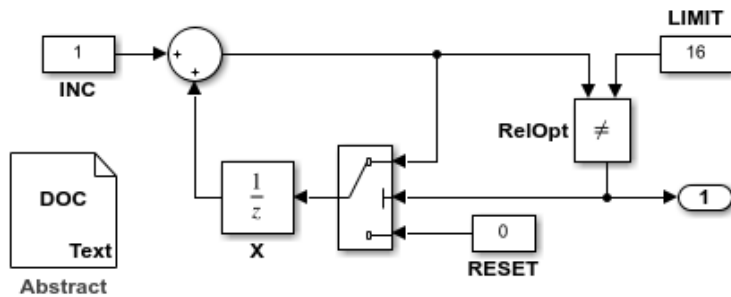 LIMIT
1
+
+
16
INC
RelOpt
≠
DOC
1
z
1
0
Text
X
RESET
Abstract